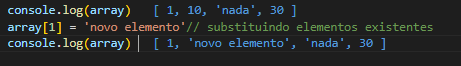 console.log(array)   [ 1, 10, 'nada', 30 ]
array[1] = 'novo elemento'// substituindo elementos existentes
console.log(array)   [ 1, 'novo elemento', 'nada', 30 ]